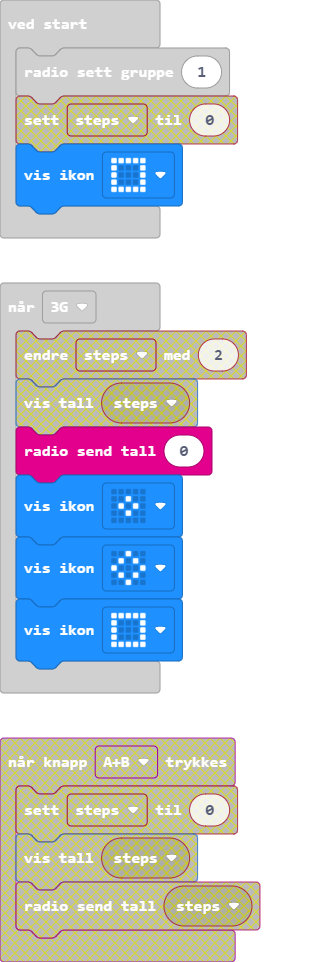 ved start
radio sett gruppe 1
sett steps til 0
vis ikon
når 3G
endre steps med 2
vis tall steps
radio send tall 0
vis ikon
vis ikon
vis ikon
når knapp A+B trykkes
sett steps til 0
vis tall steps
radio send tall steps